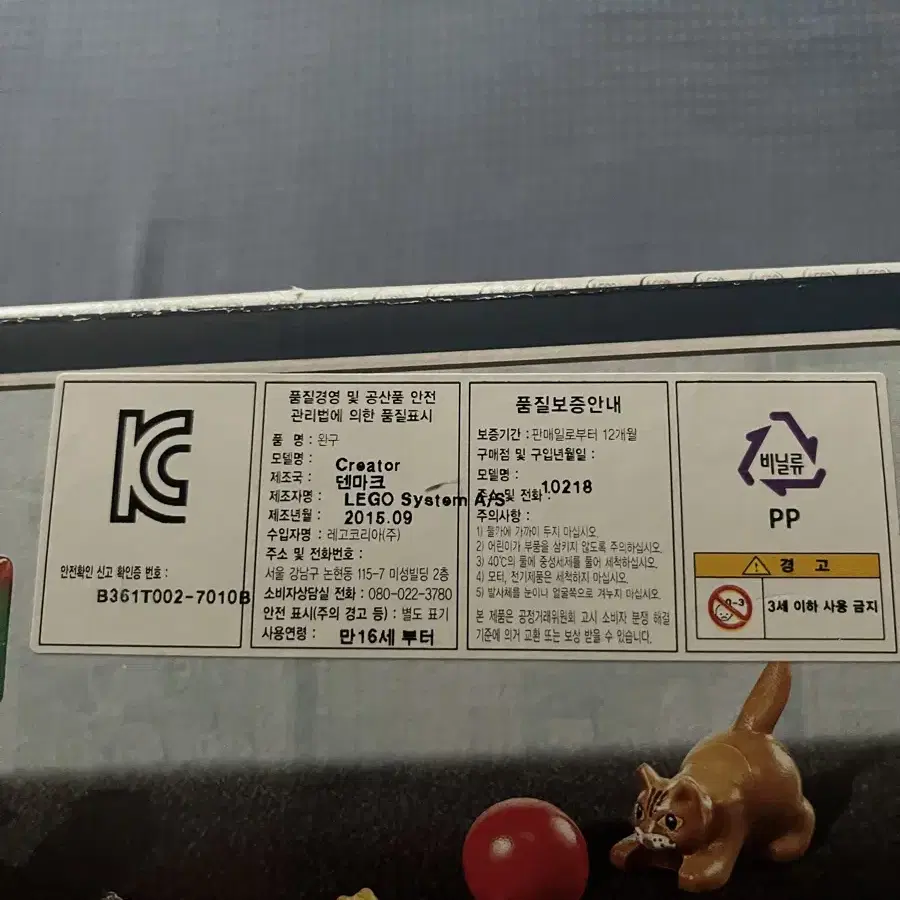 안전확인 신고 확인증 번호 :
B361T002-7010B
품질경영 및 공산품 안전
관리법에 의한 품질표시
품 명 : 완구
모델명 : Creator
제조국 : 덴마크
제조자명 : LEGO System A/S
제조년월 : 2015.09
수입자명 : 레고코리아(주)
주소 및 전화번호 :
서울 강남구 논현동 115-7 미성빌딩 2층
소비자상담실 전화 : 080-022-3780
안전 표시(주의 경고 등) : 별도 표기
사용연령 : 만16세 부터
품질보증안내
보증기간 : 판매일로부터 12개월
구매점 및 구입년월일 :
모델명 : 10218
주소 및 전화 :
주의사항 :
1) 불가에 가까이 두지 마십시오.
2) 어린이가 부품을 삼키지 않도록 주의하십시오.
3) 40℃의 물에 중성세제를 풀어 세척하십시오.
4) 모터, 전기제품은 세척하지 마십시오.
5) 발사체를 눈이나 얼굴쪽으로 겨누지 마십시오.
본 제품은 공정거래위원회 고시 소비자 분쟁 해결
기준에 의거 교환 또는 보상 받을 수 있습니다.
비닐류
PP
경 고
0-3
3세 이하 사용 금지